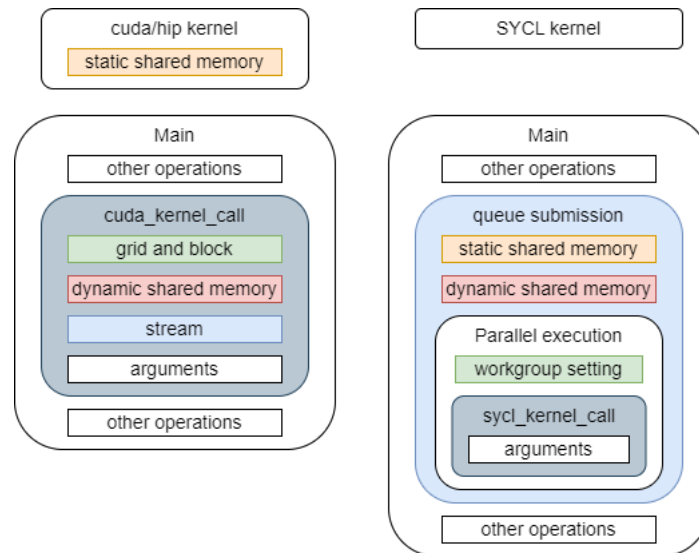 cuda/hip kernel
static shared memory
Main
other operations
cuda_kernel_call
grid and block
dynamic shared memory
stream
arguments
other operations
SYCL kernel
Main
other operations
queue submission
static shared memory
dynamic shared memory
Parallel execution
workgroup setting
sycl_kernel_call
arguments
other operations